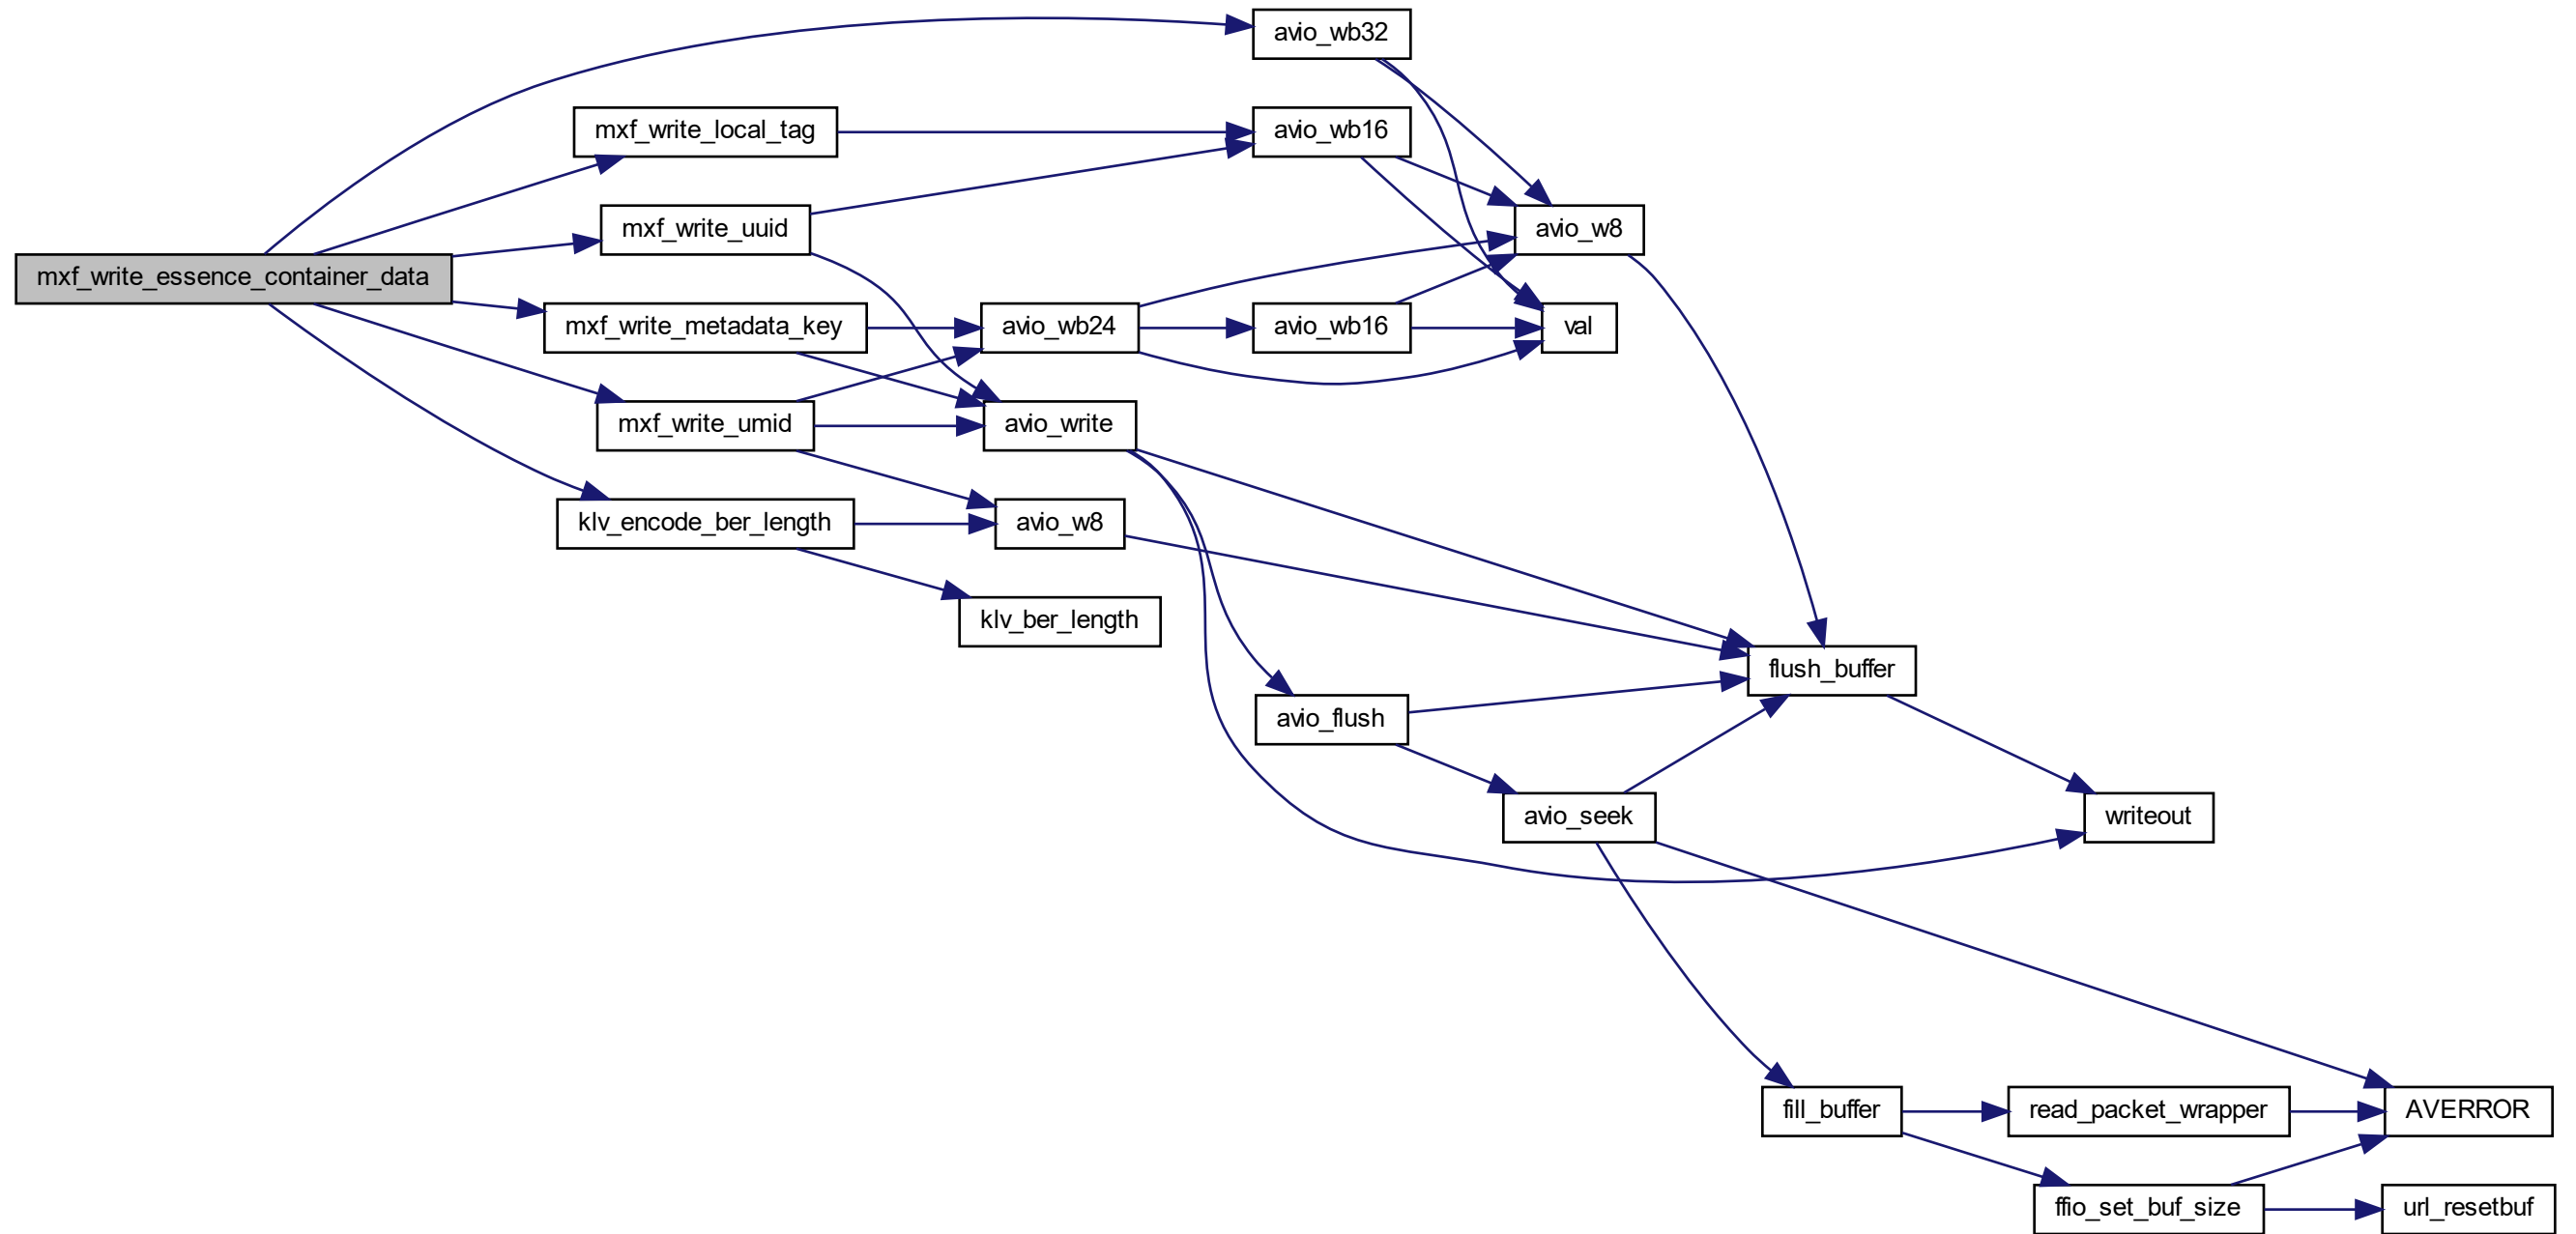 avio_wb32
mxf_write_local_tag
avio_wb16
mxf_write_uuid
avio_w8
mxf_write_essence_container_data
mxf_write_metadata_key
avio_wb24
avio_wb16
val
mxf_write_umid
avio_write
klv_encode_ber_length
avio_w8
klv_ber_length
flush_buffer
avio_flush
avio_seek
writeout
fill_buffer
read_packet_wrapper
AVERROR
ffio_set_buf_size
url_resetbuf